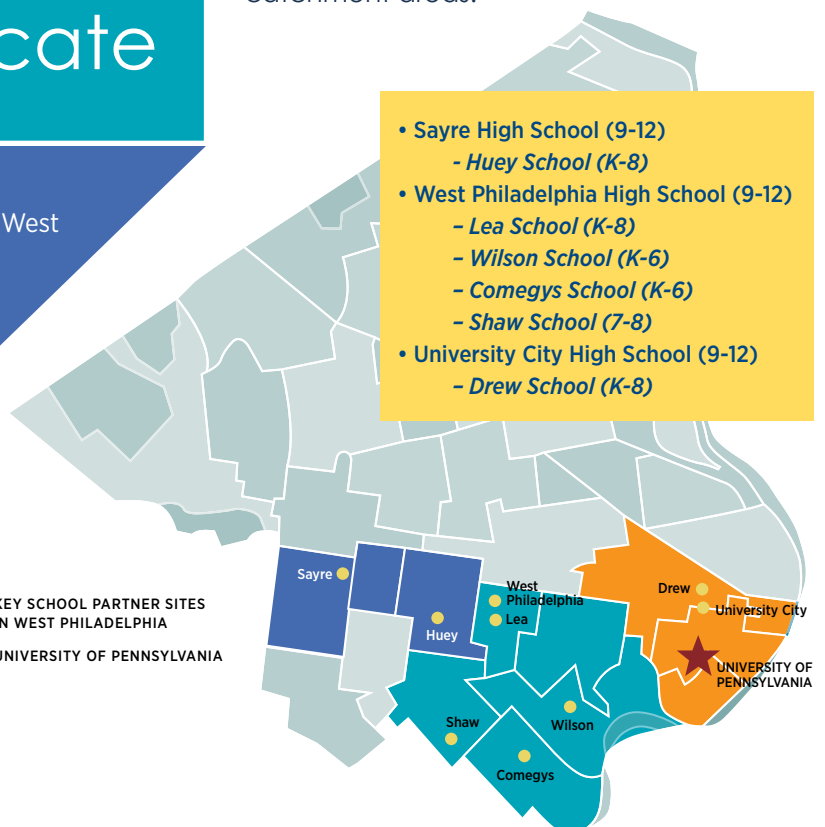 catchment areas.
cate
West
• Sayre High School (9-12)
- Huey School (K-8)
• West Philadelphia High School (9-12)
– Lea School (K-8)
– Wilson School (K-6)
– Comegys School (K-6)
– Shaw School (7-8)
• University City High School (9-12)
– Drew School (K-8)
Sayre
Huey
West
Philadelphia
Lea
Drew
University City
UNIVERSITY OF
PENNSYLVANIA
Shaw
Wilson
Comegys
KEY SCHOOL PARTNER SITES
N WEST PHILADELPHIA
UNIVERSITY OF PENNSYLVANIA